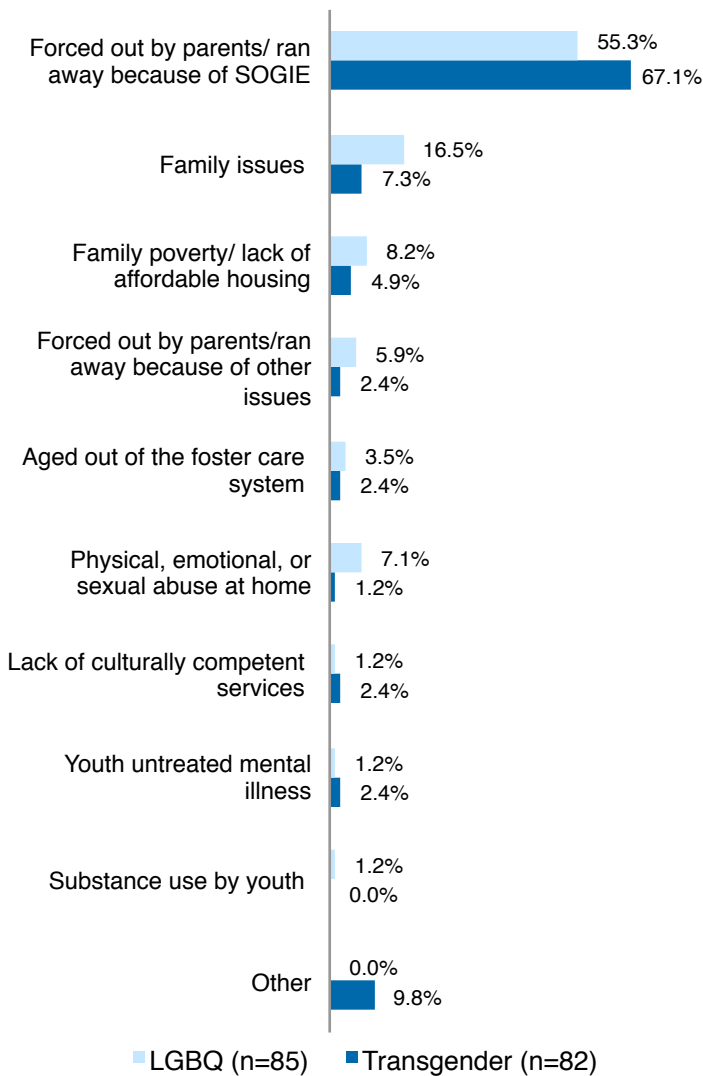 Forced out by parents/ ran
away because of SOGIE
55.3%
67.1%
Family issues
16.5%
7.3%
Family poverty/ lack of
affordable housing
8.2%
4.9%
Forced out by parents/ran
away because of other
issues
5.9%
2.4%
Aged out of the foster care
system
3.5%
2.4%
Physical, emotional, or
sexual abuse at home
7.1%
1.2%
Lack of culturally competent
services
1.2%
2.4%
Youth untreated mental
illness
1.2%
2.4%
Substance use by youth
1.2%
0.0%
Other
0.0%
9.8%
LGBQ (n=85) Transgender (n=82)